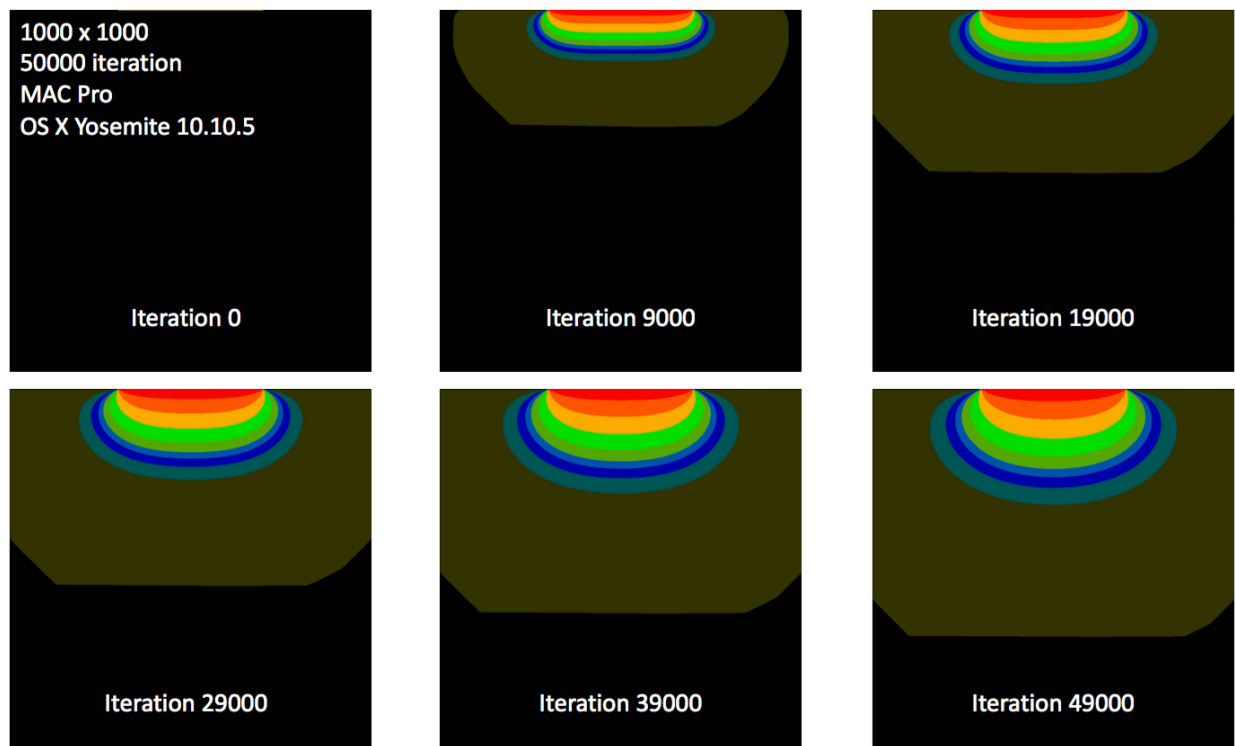 1000 x 1000
50000 iteration
MAC Pro
OS X Yosemite 10.10.5
Iteration 0
Iteration 9000
Iteration 19000
Iteration 29000
Iteration 39000
Iteration 49000